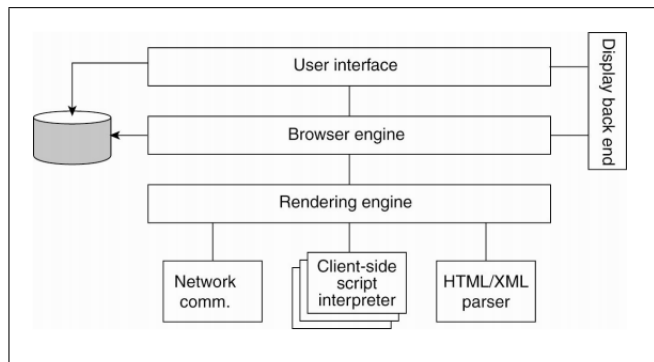 User interface
Display back end
Browser engine
Rendering engine
Network
comm.
Client-side
script
interpreter
HTML/XML
parser